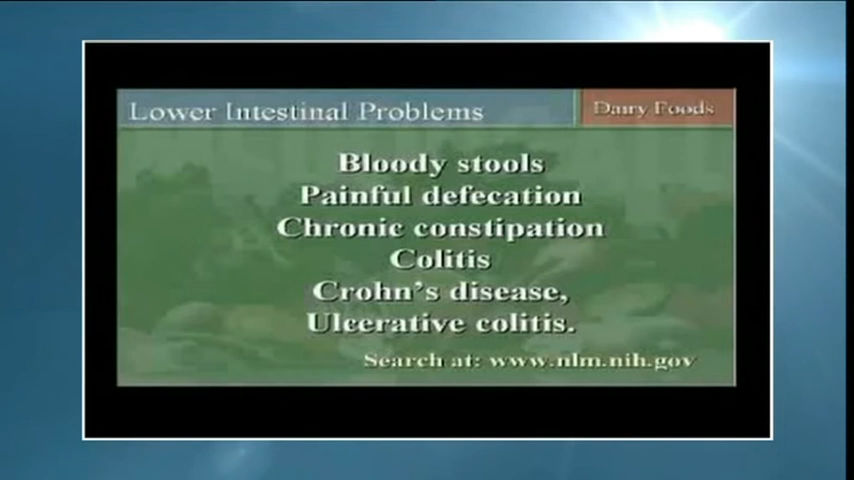 Lower Intestinal Problems
Dairy Foods
Bloody stools
Painful defecation
Chronic constipation
Colitis
Crohn's disease,
Ulcerative colitis.
Search at: www.nlm.nih.gov